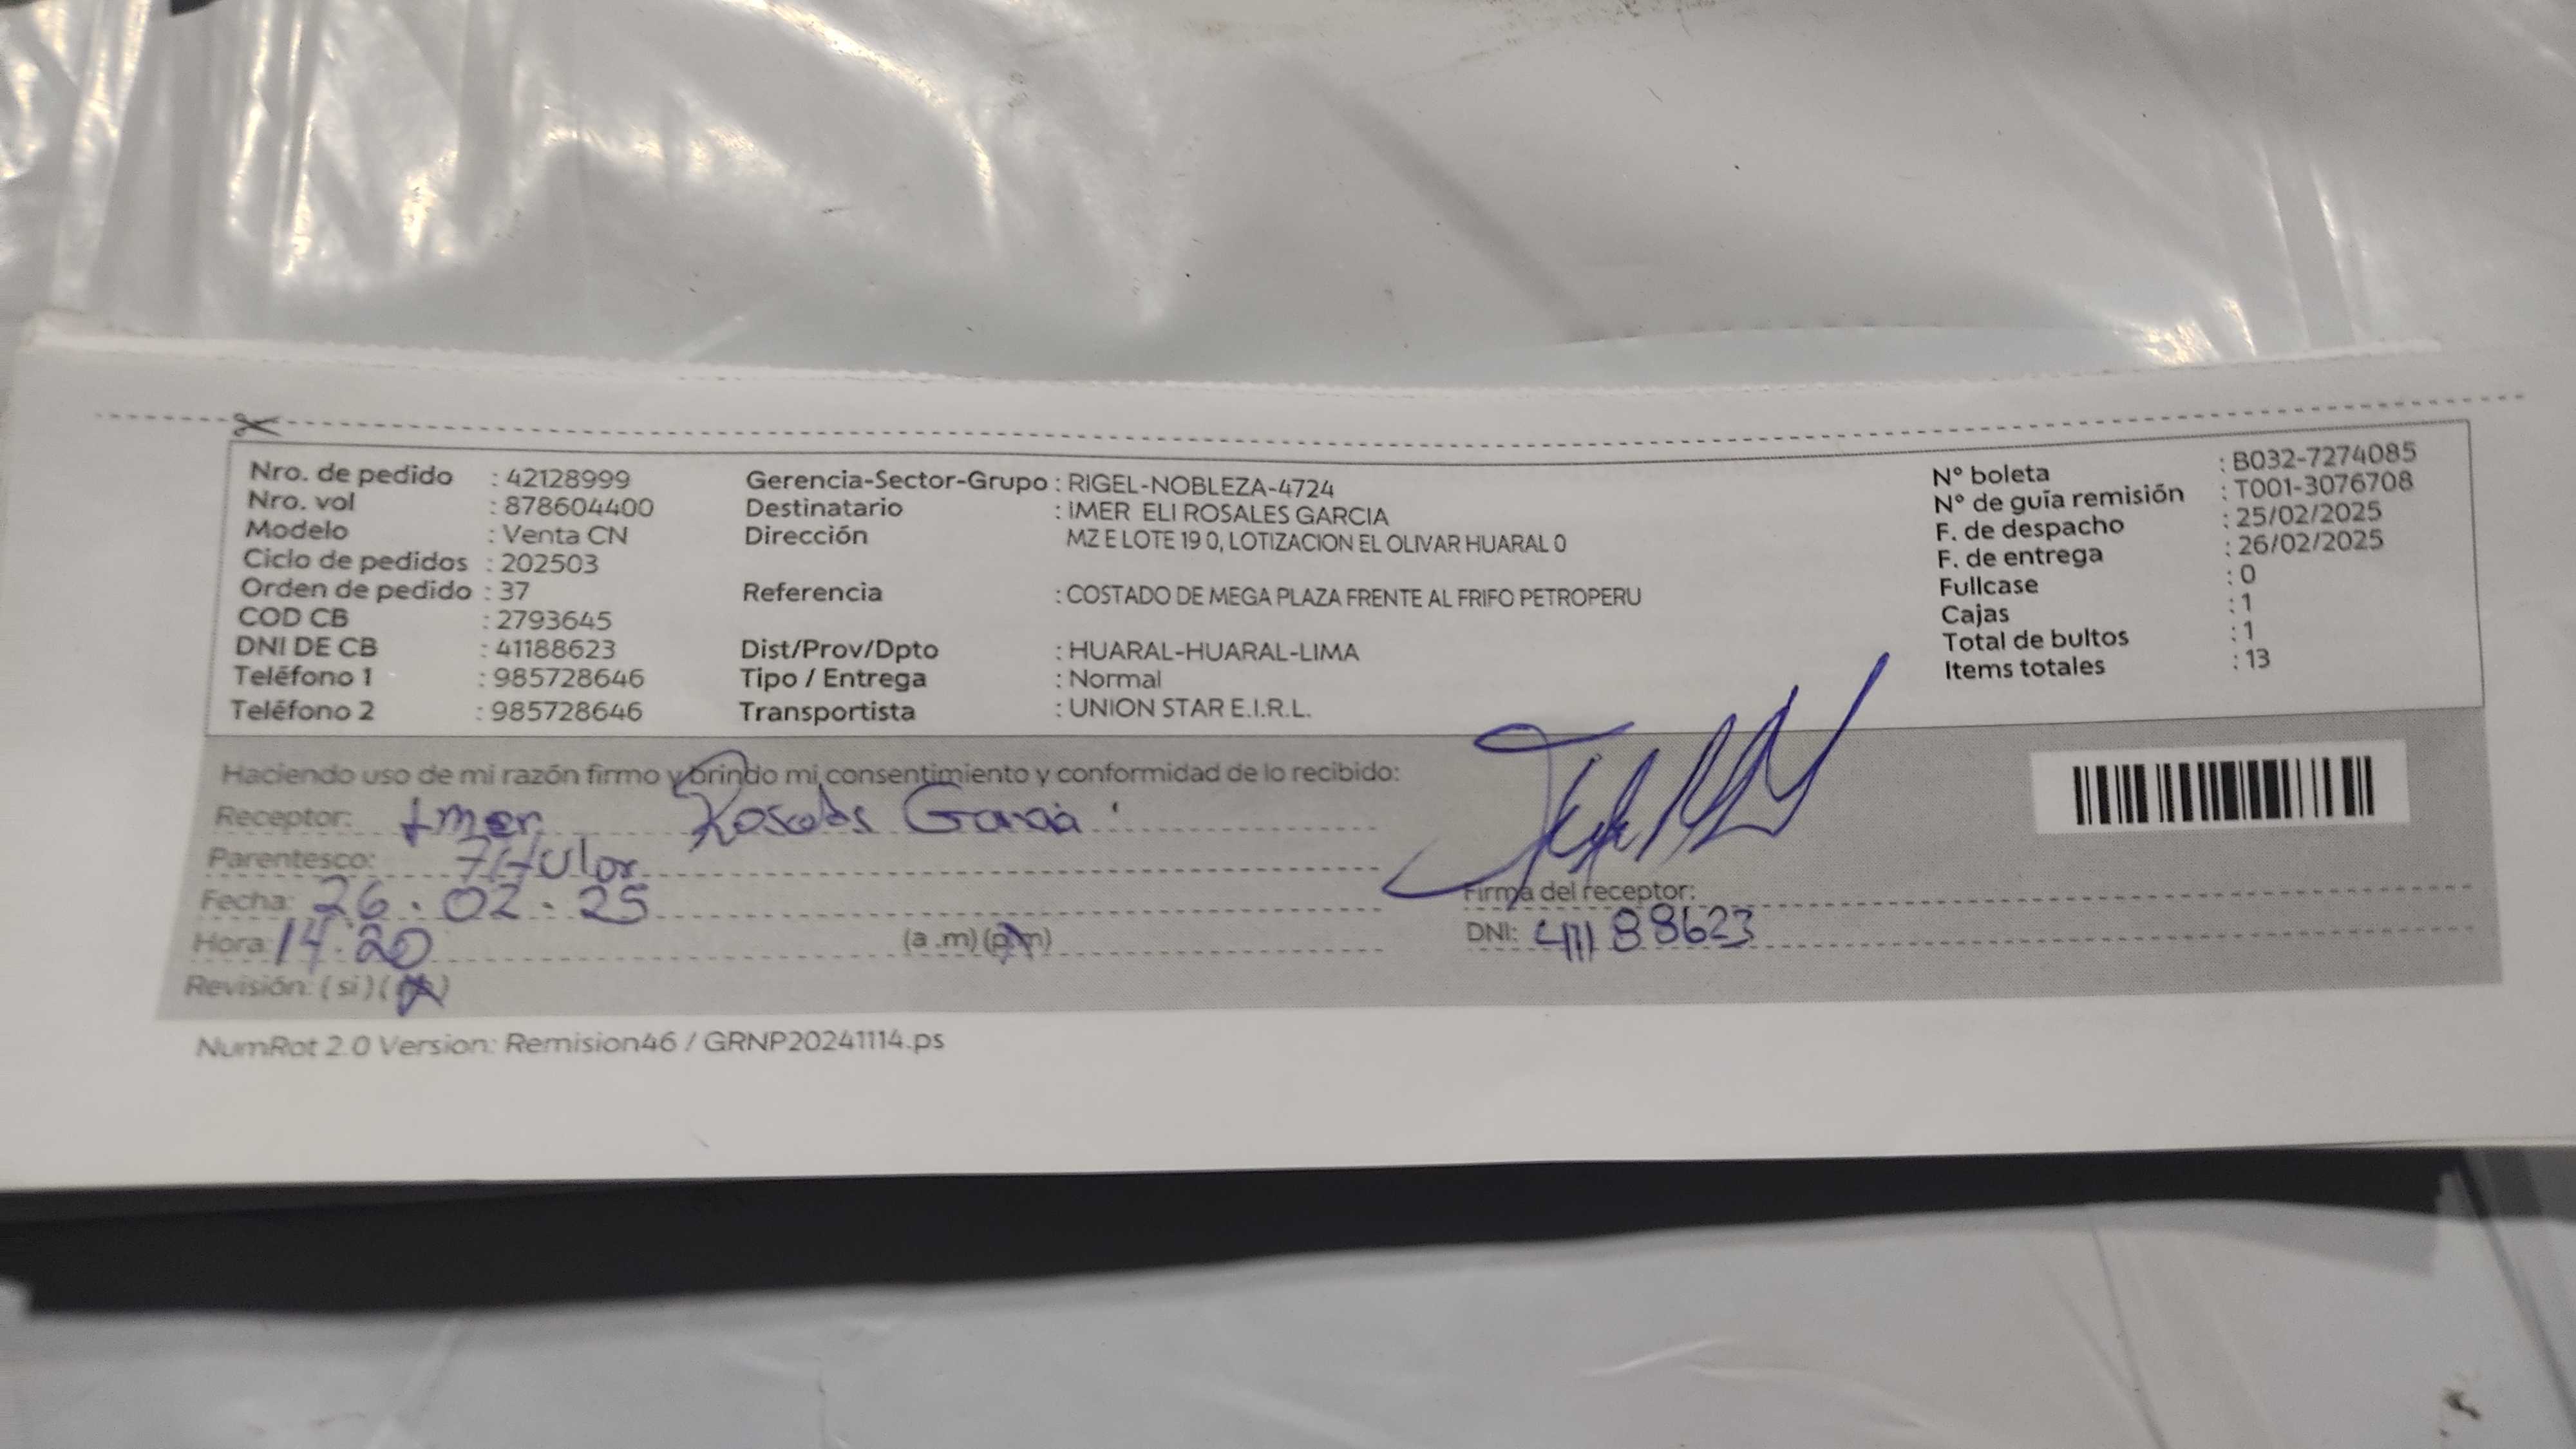 Nro. de pedido : 42128999
Nro. vol : 878604400
Modelo : Venta CN
Ciclo de pedidos : 202503
Orden de pedido : 37
COD CB : 2793645
DNI DE CB : 41188623
Teléfono 1 : 985728646
Teléfono 2 : 985728646
Gerencia-Sector-Grupo : RIGEL-NOBLEZA-4724
Destinatario : IMER ELI ROSALES GARCIA
Dirección MZ E LOTE 19 0, LOTIZACION EL OLIVAR HUARAL 0
Referencia : COSTADO DE MEGA PLAZA FRENTE AL FRIFO PETROPERU
Dist/Prov/Dpto : HUARAL-HUARAL-LIMA
Tipo / Entrega : Normal
Transportista : UNION STAR E.I.R.L.
N° boleta : B032-7274085
N° de guía remisión : T001-3076708
F. de despacho : 25/02/2025
F. de entrega : 26/02/2025
Fullcase : 0
Cajas : 1
Total de bultos : 1
Items totales : 13
Haciendo uso de mi razón firmo y brindo mi consentimiento y conformidad de lo recibido:
Receptor: Imer Rosales Garcia
Parentesco: Titular
Fecha: 26.02.25
Hora: 14:20 (a.m) (p.m)
Revisión: (si) (no)
Firma del receptor:
DNI: 41188623
NumRot 2.0 Version: Remision46 / GRNP20241114.ps